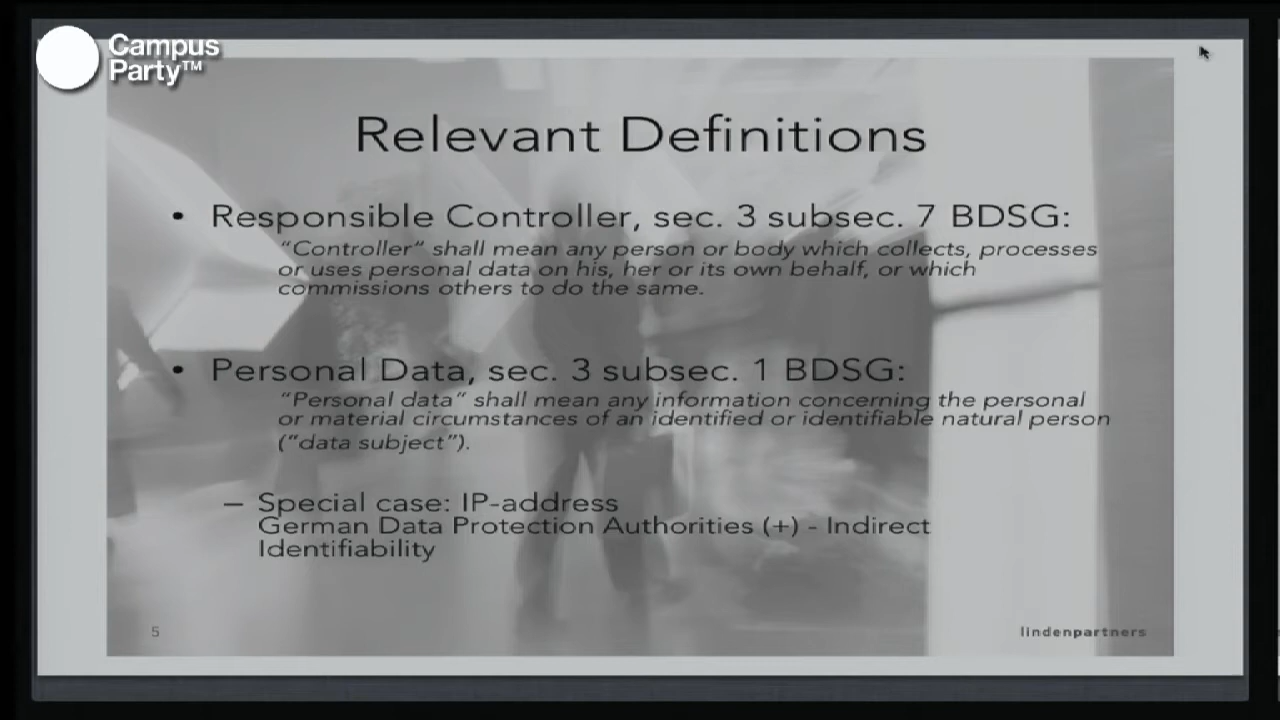 Campus
Party™
Relevant Definitions
• Responsible Controller, sec. 3 subsec. 7 BDSG:
“Controller” shall mean any person or body which collects, processes
or uses personal data on his, her or its own behalf, or which
commissions others to do the same.
• Personal Data, sec. 3 subsec. 1 BDSG:
“Personal data” shall mean any information concerning the personal
or material circumstances of an identified or identifiable natural person
(“data subject”).
– Special case: IP-address
German Data Protection Authorities (+) - Indirect
Identifiability
5
lindenpartners